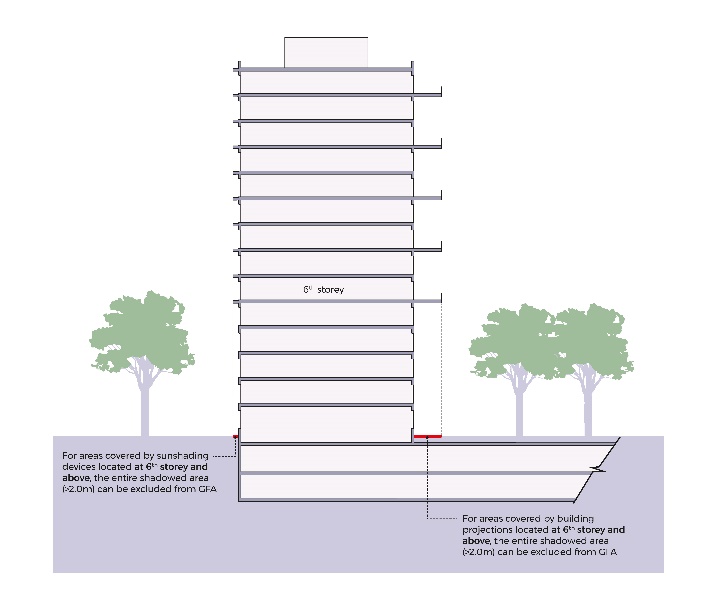 6th storey
For areas covered by sunshading
devices located at 6th storey and
above, the entire shadowed area
(>2.0m) can be excluded from GFA
For areas covered by building
projections located at 6th storey and
above, the entire shadowed area
(>2.0m) can be excluded from GFA